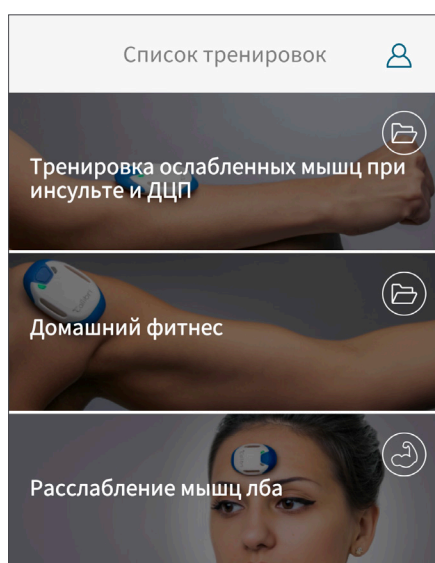 Список тренировок
Тренировка ослабленных мышц при
инсульте и ДЦП
Домашний фитнес
Расслабление мышц лба